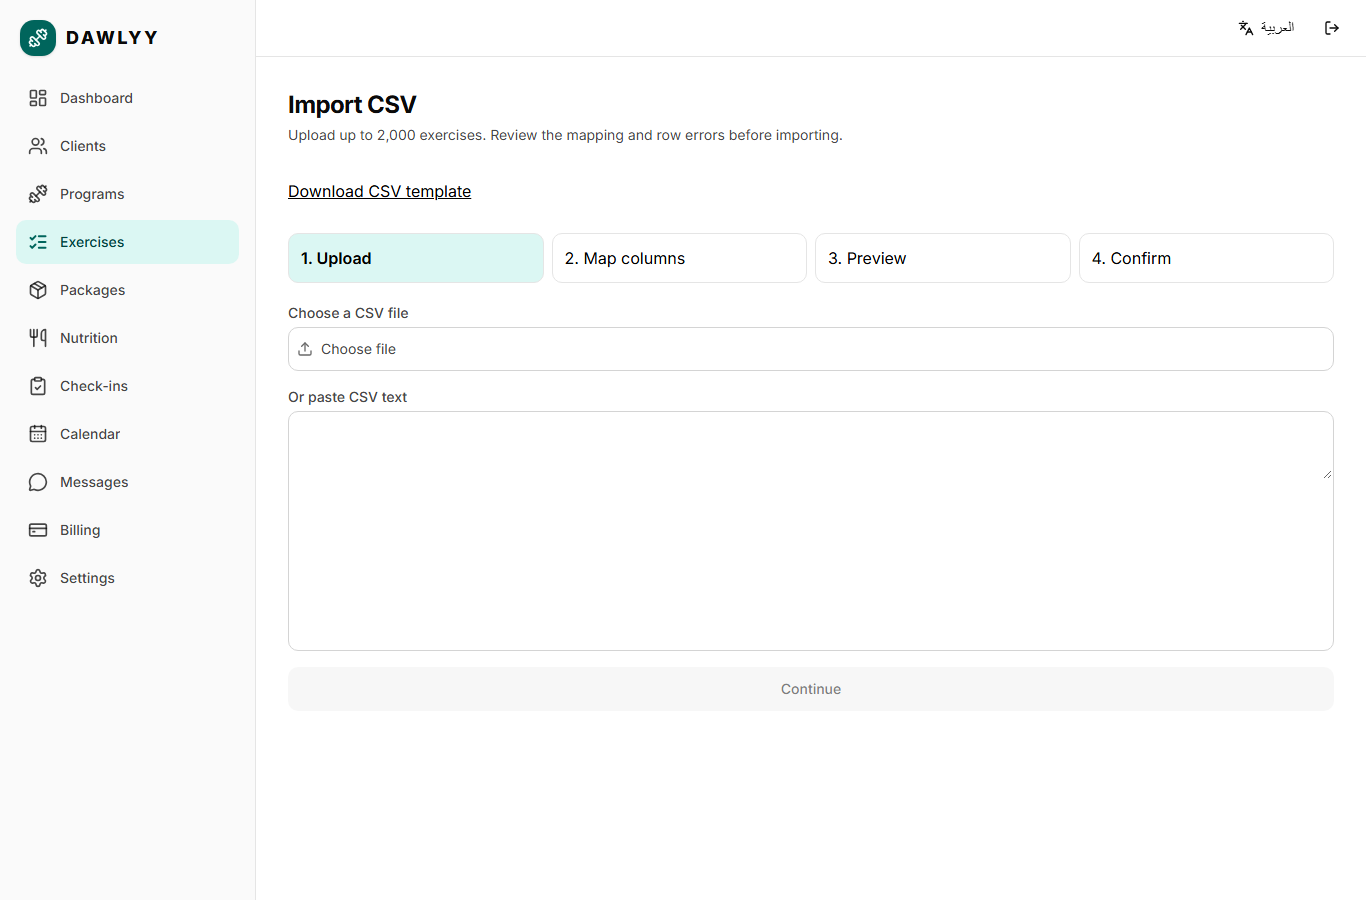 DAWLYY
العربية
Dashboard
Clients
Programs
Exercises
Packages
Nutrition
Check-ins
Calendar
Messages
Billing
Settings
Import CSV
Upload up to 2,000 exercises. Review the mapping and row errors before importing.
Download CSV template
1. Upload
2. Map columns
3. Preview
4. Confirm
Choose a CSV file
Choose file
Or paste CSV text
Continue